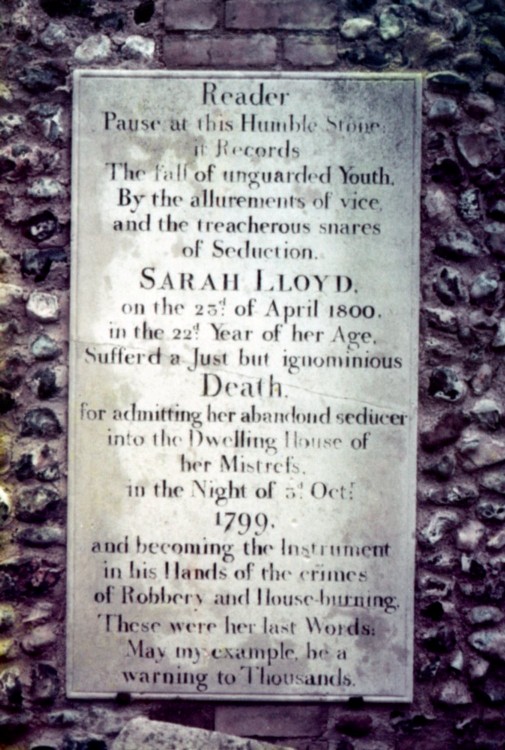 Reader
Pause at this Humble Stone.
it Records
The fall of unguarded Youth.
By the allurements of vice,
and the treacherous snares
of Seduction.
SARAH LLOYD.
on the 23d of April 1800.
in the 22d Year of her Age.
Sufferd a Just but ignominious
Death.
for admitting her abandond seducer
into the Dwelling House of
her Mistreſs.
in the Night of 3d Octr
1799.
and becoming the Instrument
in his Hands of the crimes
of Robbery and House-burning.
These were her last Words:
May my example, be a
warning to Thousands.